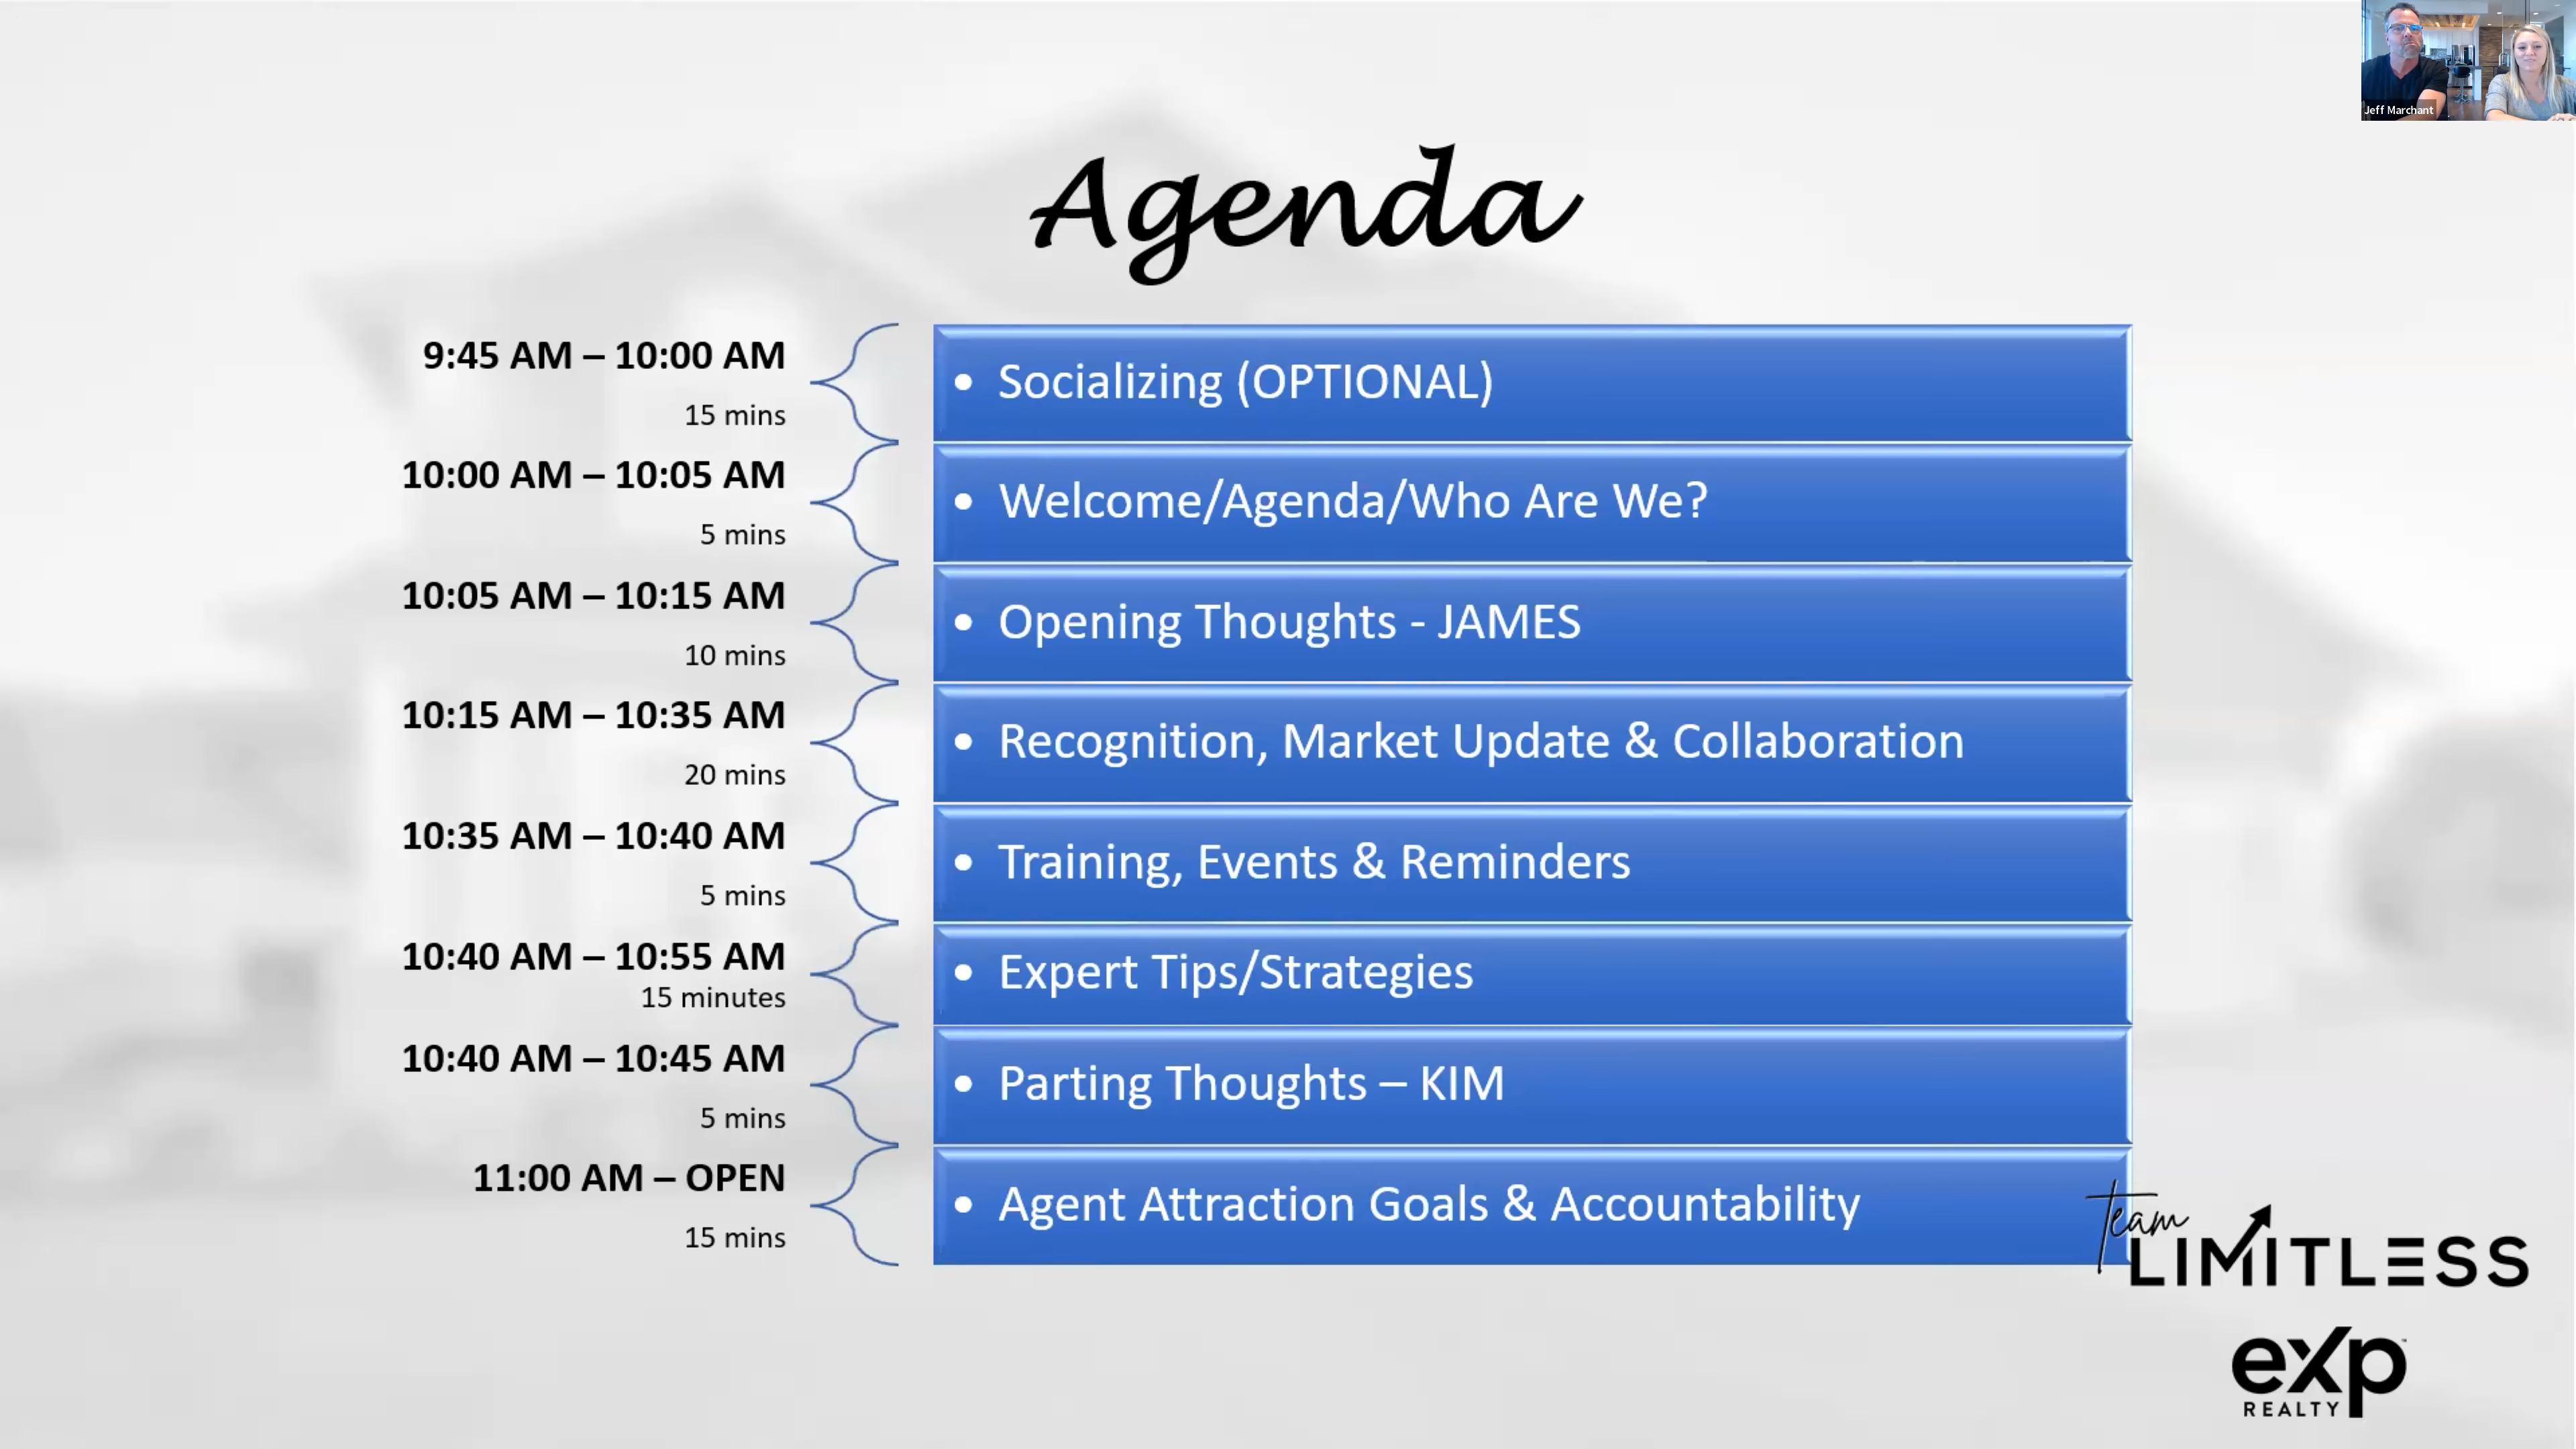 Jeff Marchant
Agenda
9:45 AM – 10:00 AM
15 mins
• Socializing (OPTIONAL)
10:00 AM – 10:05 AM
5 mins
• Welcome/Agenda/Who Are We?
10:05 AM – 10:15 AM
10 mins
• Opening Thoughts - JAMES
10:15 AM – 10:35 AM
20 mins
• Recognition, Market Update & Collaboration
10:35 AM – 10:40 AM
5 mins
• Training, Events & Reminders
10:40 AM – 10:55 AM
15 minutes
• Expert Tips/Strategies
10:40 AM – 10:45 AM
5 mins
• Parting Thoughts – KIM
11:00 AM – OPEN
15 mins
• Agent Attraction Goals & Accountability
Team
LIMITLESS
eXp
REALTY